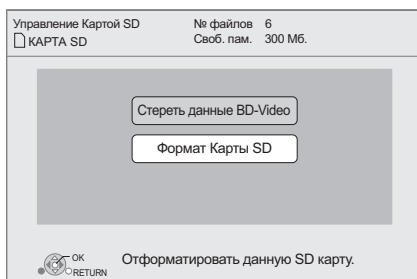 Управление Картой SD
№ файлов 6
КАРТА SD
Своб. пам. 300 Мб.
Стереть данные BD-Video
Формат Карты SD
OK
RETURN
Отформатировать данную SD карту.